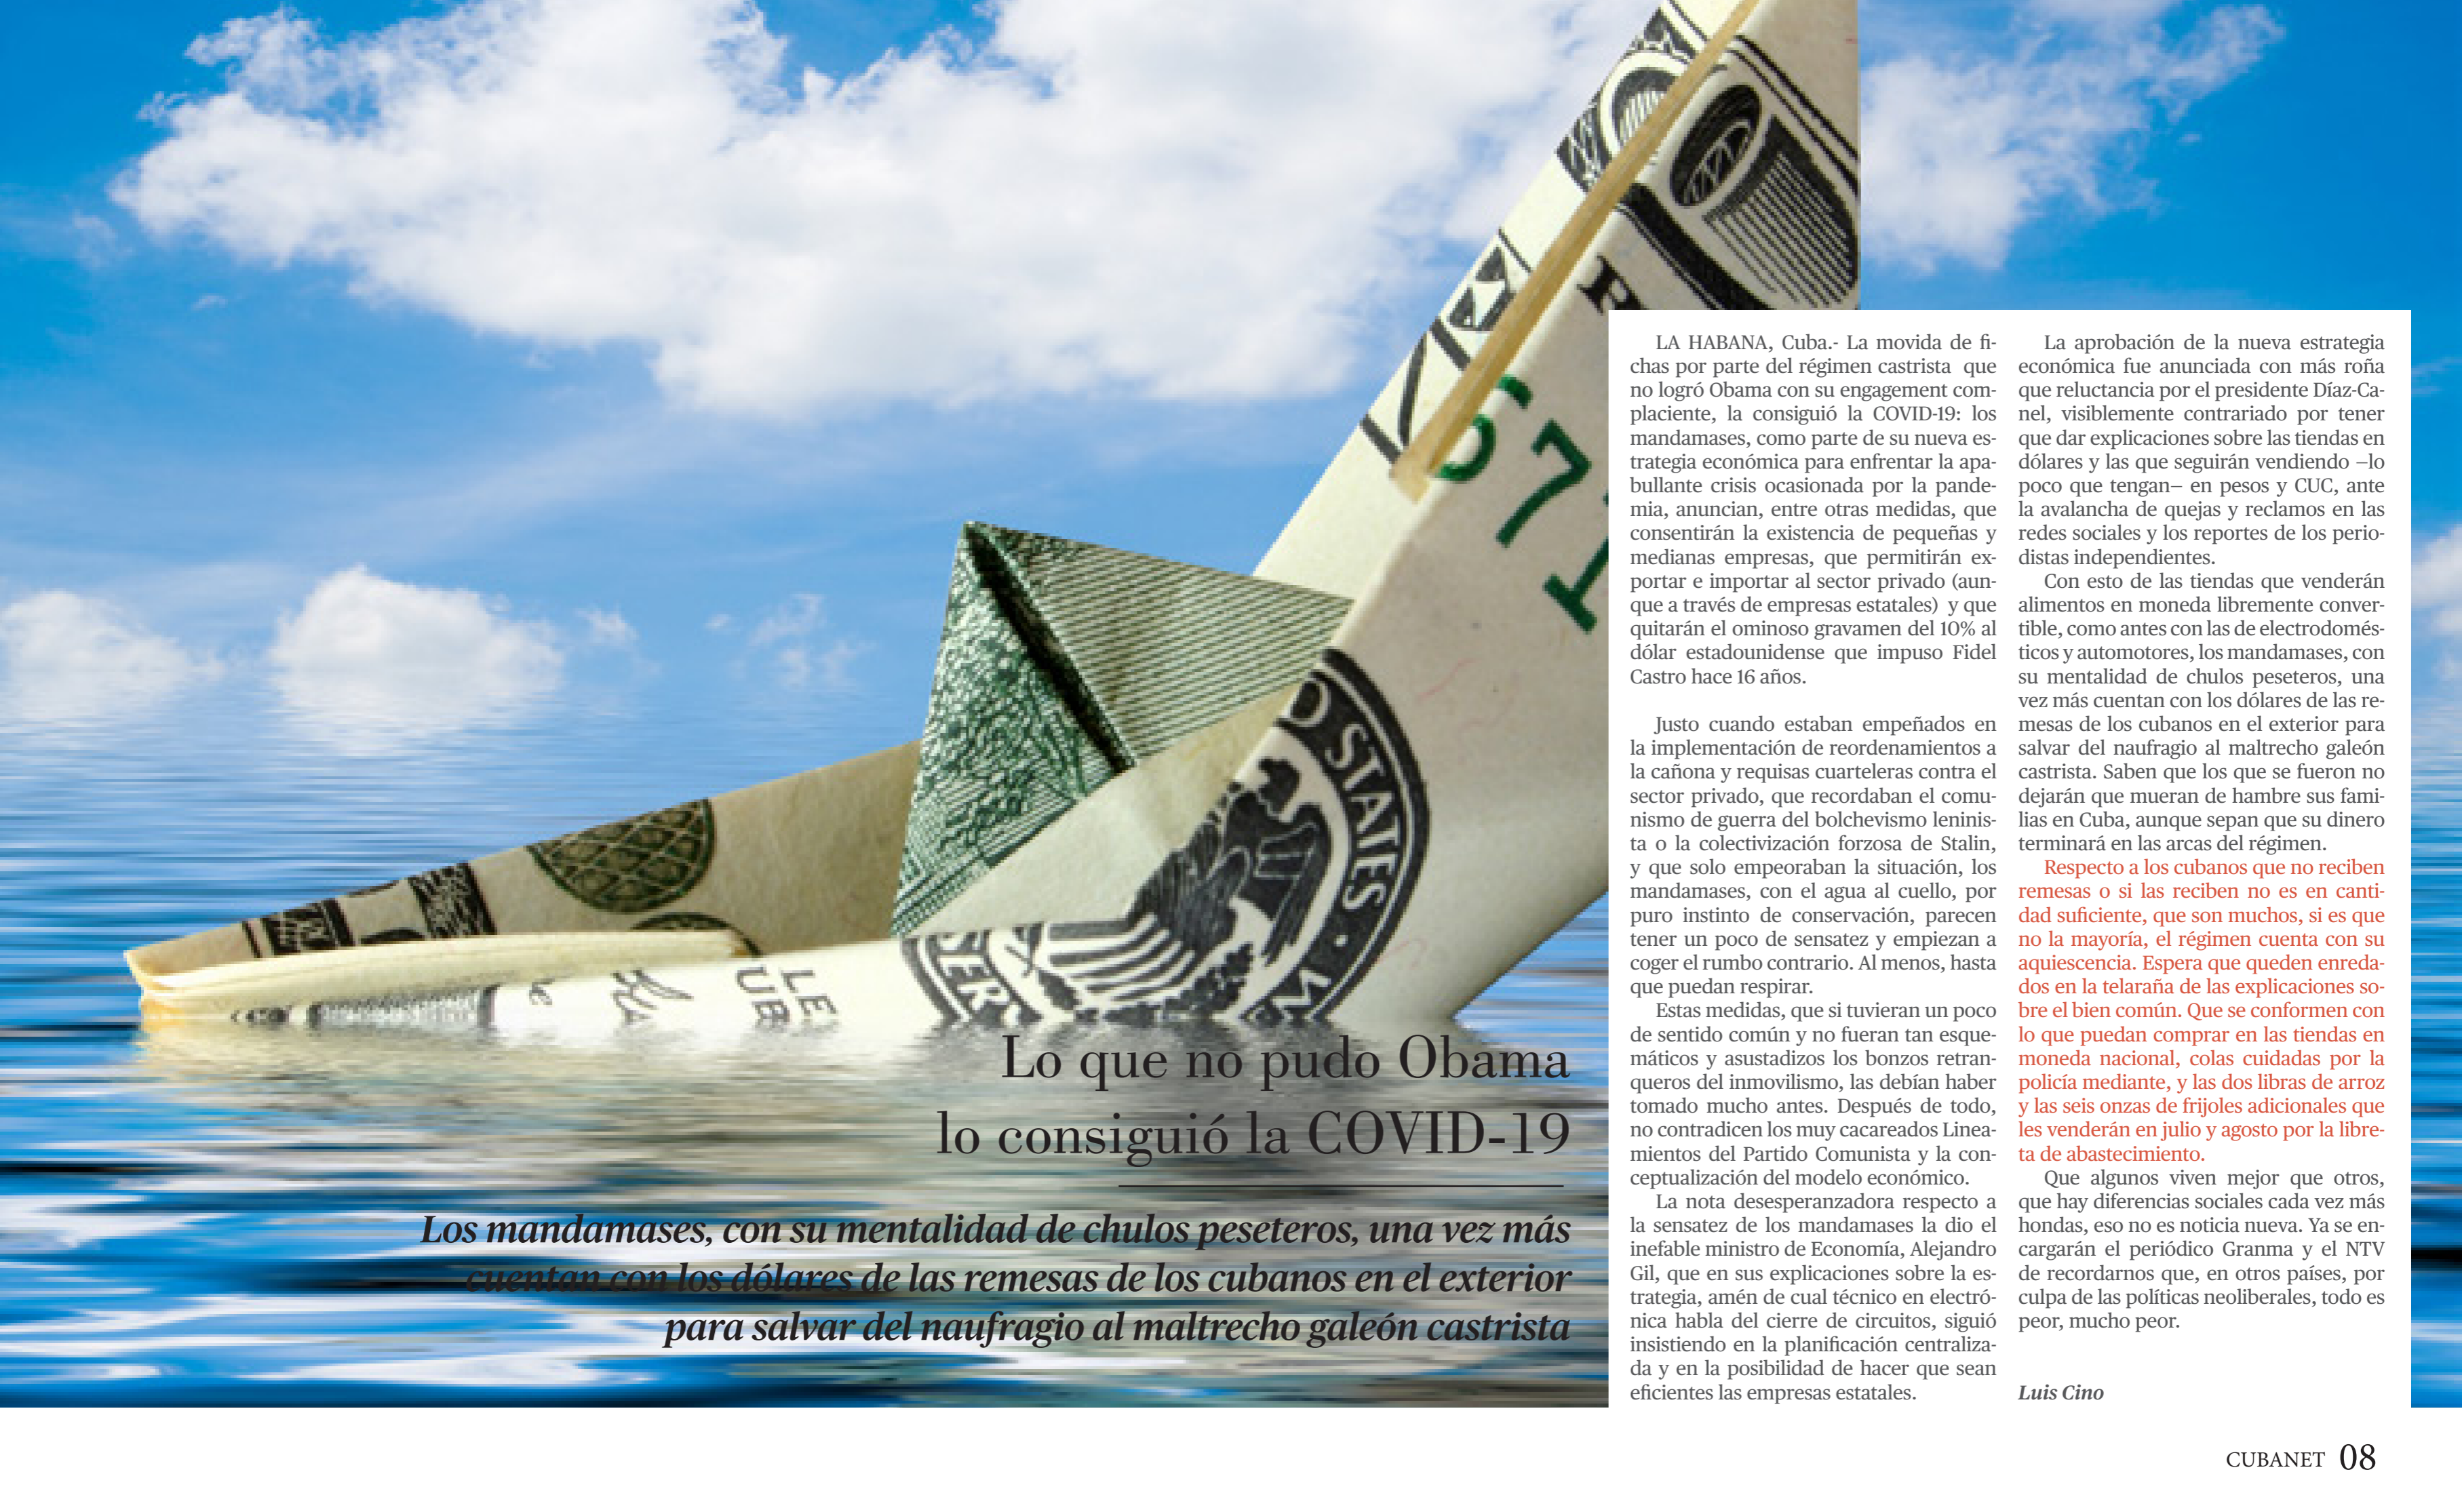 Lo que no pudo Obama
lo consiguió la COVID-19
Los mandamases, con su mentalidad de chulos peseteros, una vez más
cuentan con los dólares de las remesas de los cubanos en el exterior
para salvar del naufragio al maltrecho galeón castrista
LA HABANA, Cuba.- La movida de fi-
chas por parte del régimen castrista que
no logró Obama con su engagement com-
placiente, la consiguió la COVID-19: los
mandamases, como parte de su nueva es-
trategia económica para enfrentar la apa-
bullante crisis ocasionada por la pande-
mia, anuncian, entre otras medidas, que
consentirán la existencia de pequeñas y
medianas empresas, que permitirán ex-
portar e importar al sector privado (aun-
que a través de empresas estatales) y que
quitarán el ominoso gravamen del 10% al
dólar estadounidense que impuso Fidel
Castro hace 16 años.
Justo cuando estaban empeñados en
la implementación de reordenamientos a
la cañona y requisas cuarteleras contra el
sector privado, que recordaban el comu-
nismo de guerra del bolchevismo leninis-
ta o la colectivización forzosa de Stalin,
y que solo empeoraban la situación, los
mandamases, con el agua al cuello, por
puro instinto de conservación, parecen
tener un poco de sensatez y empiezan a
coger el rumbo contrario. Al menos, hasta
que puedan respirar.
Estas medidas, que si tuvieran un poco
de sentido común y no fueran tan esque-
máticos y asustadizos los bonzos retran-
queros del inmovilismo, las debían haber
tomado mucho antes. Después de todo,
no contradicen los muy cacareados Linea-
mientos del Partido Comunista y la con-
ceptualización del modelo económico.
La nota desesperanzadora respecto a
la sensatez de los mandamases la dio el
inefable ministro de Economía, Alejandro
Gil, que en sus explicaciones sobre la es-
trategia, amén de cual técnico en electró-
nica habla del cierre de circuitos, siguió
insistiendo en la planificación centraliza-
da y en la posibilidad de hacer que sean
eficientes las empresas estatales.
La aprobación de la nueva estrategia
económica fue anunciada con más roña
que reluctancia por el presidente Díaz-Ca-
nel, visiblemente contrariado por tener
que dar explicaciones sobre las tiendas en
dólares y las que seguirán vendiendo –lo
poco que tengan– en pesos y CUC, ante
la avalancha de quejas y reclamos en las
redes sociales y los reportes de los perio-
distas independientes.
Con esto de las tiendas que venderán
alimentos en moneda libremente conver-
tible, como antes con las de electrodomés-
ticos y automotores, los mandamases, con
su mentalidad de chulos peseteros, una
vez más cuentan con los dólares de las re-
mesas de los cubanos en el exterior para
salvar del naufragio al maltrecho galeón
castrista. Saben que los que se fueron no
dejarán que mueran de hambre sus fami-
lias en Cuba, aunque sepan que su dinero
terminará en las arcas del régimen.
Respecto a los cubanos que no reciben
remesas o si las reciben no es en canti-
dad suficiente, que son muchos, si es que
no la mayoría, el régimen cuenta con su
aquiescencia. Espera que queden enreda-
dos en la telaraña de las explicaciones so-
bre el bien común. Que se conformen con
lo que puedan comprar en las tiendas en
moneda nacional, colas cuidadas por la
policía mediante, y las dos libras de arroz
y las seis onzas de frijoles adicionales que
les venderán en julio y agosto por la libre-
ta de abastecimiento.
Que algunos viven mejor que otros,
que hay diferencias sociales cada vez más
hondas, eso no es noticia nueva. Ya se en-
cargarán el periódico Granma y el NTV
de recordarnos que, en otros países, por
culpa de las políticas neoliberales, todo es
peor, mucho peor.
Luis Cino
CUBANET 08